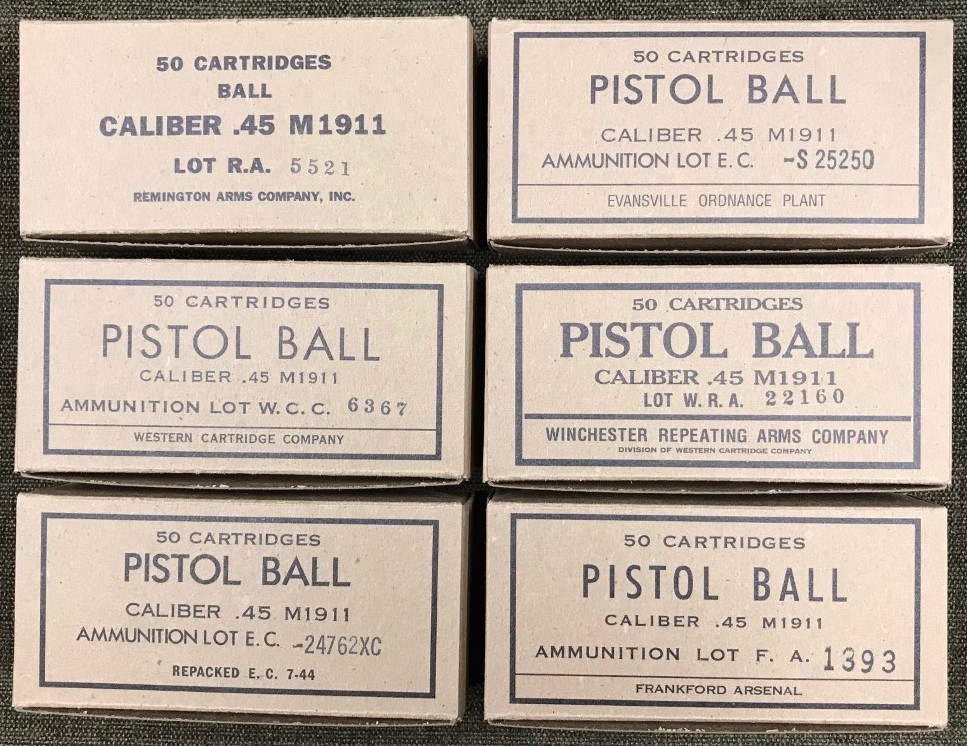 50 CARTRIDGES
BALL
CALIBER .45 M1911
LOT R.A. 5521
REMINGTON ARMS COMPANY, INC.
50 CARTRIDGES
PISTOL BALL
CALIBER .45 M1911
AMMUNITION LOT E.C. -S 25250
EVANSVILLE ORDNANCE PLANT
50 CARTRIDGES
PISTOL BALL
CALIBER .45 M1911
AMMUNITION LOT W.C.C. 6367
WESTERN CARTRIDGE COMPANY
50 CARTRIDGES
PISTOL BALL
CALIBER .45 M1911
LOT W.R.A. 22160
WINCHESTER REPEATING ARMS COMPANY
DIVISION OF WESTERN CARTRIDGE COMPANY
50 CARTRIDGES
PISTOL BALL
CALIBER .45 M1911
AMMUNITION LOT E.C. -24762XC
REPACKED E.C. 7-44
50 CARTRIDGES
PISTOL BALL
CALIBER .45 M1911
AMMUNITION LOT F. A. 1393
FRANKFORD ARSENAL